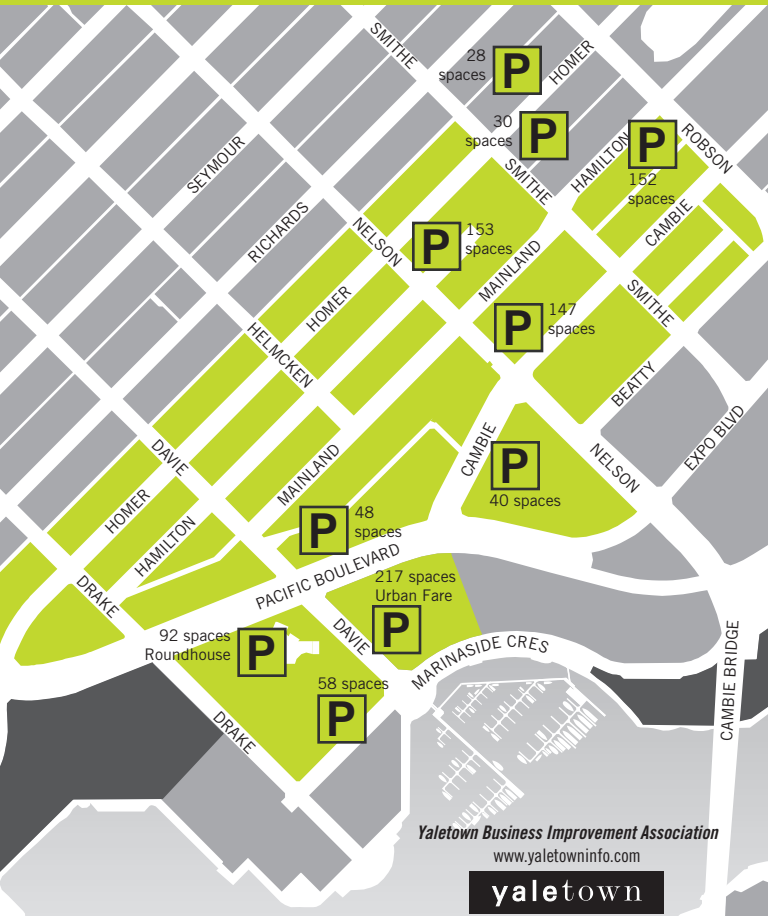 SMITHE
28
spaces
P
HOMER
30
spaces
P
HAMILTON
P
ROBSON
152
spaces
SEYMOUR
SMITHE
RICHARDS
NELSON
P
153
spaces
MAINLAND
CAMBIE
SMITHE
HOMER
P
147
spaces
HELMCKEN
BEATTY
EXPO BLVD
DAVIE
MAINLAND
CAMBIE
P
40 spaces
NELSON
HOMER
HAMILTON
P
48
spaces
DRAKE
PACIFIC BOULEVARD
217 spaces
Urban Fare
P
92 spaces
Roundhouse
P
DAVIE
MARINASIDE CRES
58 spaces
P
DRAKE
CAMBIE BRIDGE
Yaletown Business Improvement Association
www.yaletowninfo.com
yaletown